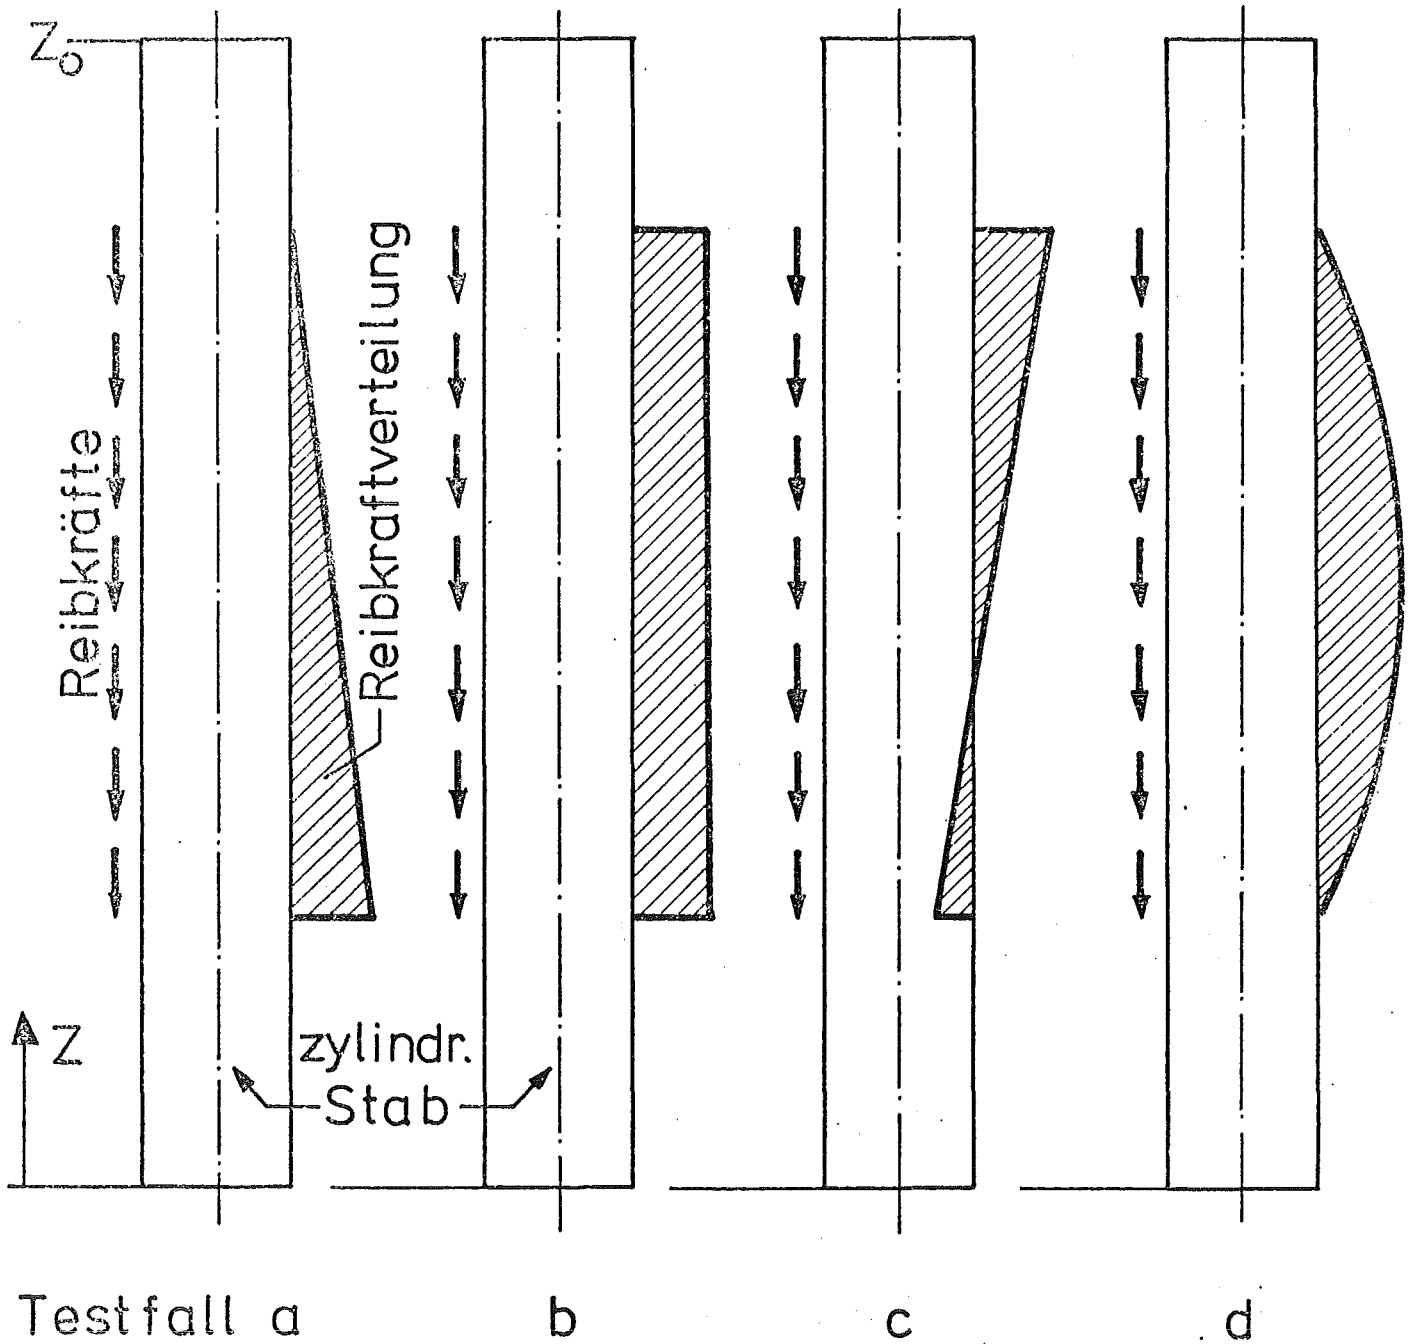 Z₀
Reibkräfte
Reibkraftverteilung
Z
zylindr.
Stab
Testfall a b c d